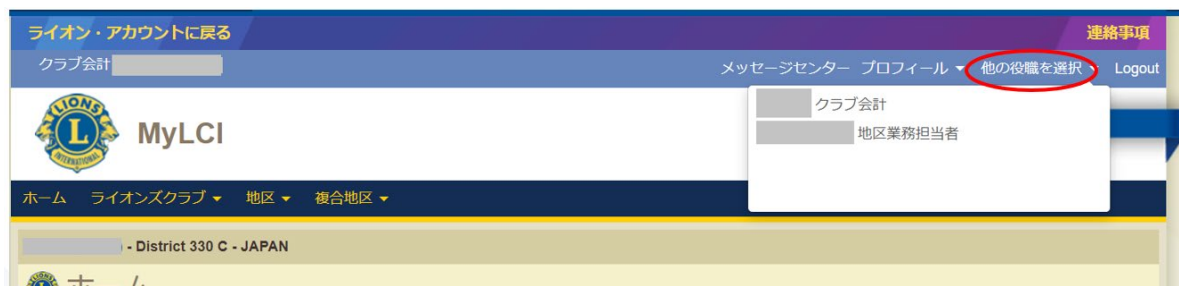 ライオン・アカウントに戻る 連絡事項
クラブ会計 メッセージセンター プロフィール 他の役職を選択 Logout
クラブ会計
地区業務担当者
LIONS L INTERNATIONAL MyLCI
ホーム ライオンズクラブ 地区 複合地区
- District 330 C - JAPAN
ホーム